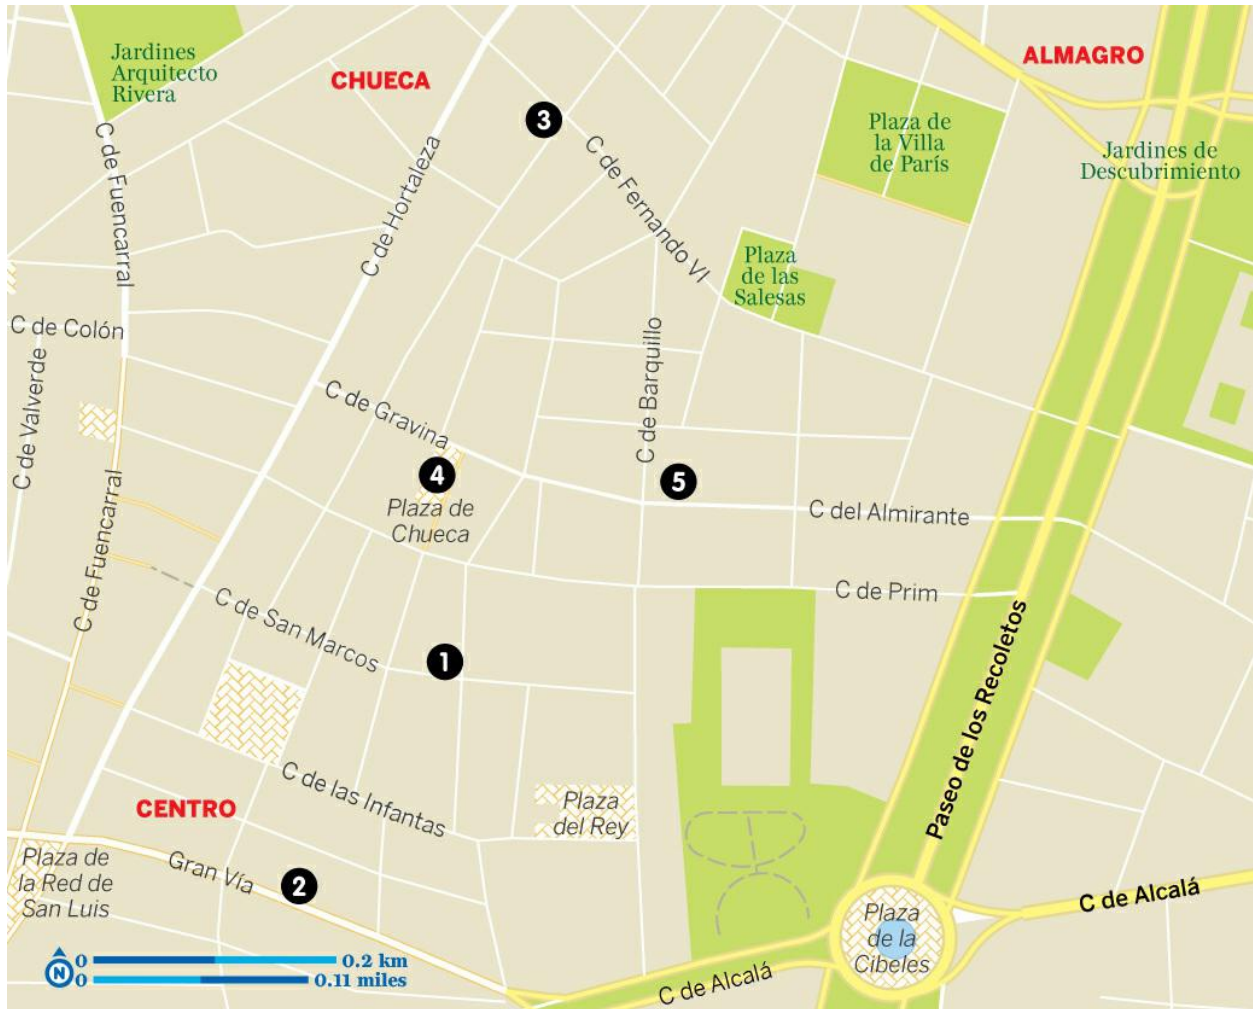 Jardines
Arquitecto
Rivera
CHUECA
ALMAGRO
3
Plaza de
la Villa
de París
Jardines de
Descubrimiento
C de Fuencarral
C de Hortaleza
C de Fernando VI
Plaza
de las
Salesas
C de Colón
C de Valverde
C de Barquillo
C de Gravina
4
5
Plaza de
Chueca
C del Almirante
C de Fuencarral
C de Prim
C de San Marcos
1
Paseo de los Recoletos
C de las Infantas
Plaza
del Rey
CENTRO
Plaza de
la Red de
San Luis
Gran Vía
2
C de Alcalá
Plaza
de la
Cibeles
C de Alcalá
N
0 0.2 km
0 0.11 miles